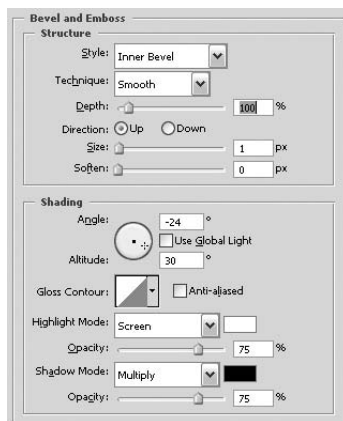 Bevel and Emboss
Structure
Style: Inner Bevel
Technique: Smooth
Depth: 100 %
Direction: Up Down
Size: 1 px
Soften: 0 px
Shading
Angle: -24 °
Use Global Light
Altitude: 30 °
Gloss Contour: Anti-aliased
Highlight Mode: Screen
Opacity: 75 %
Shadow Mode: Multiply
Opacity: 75 %